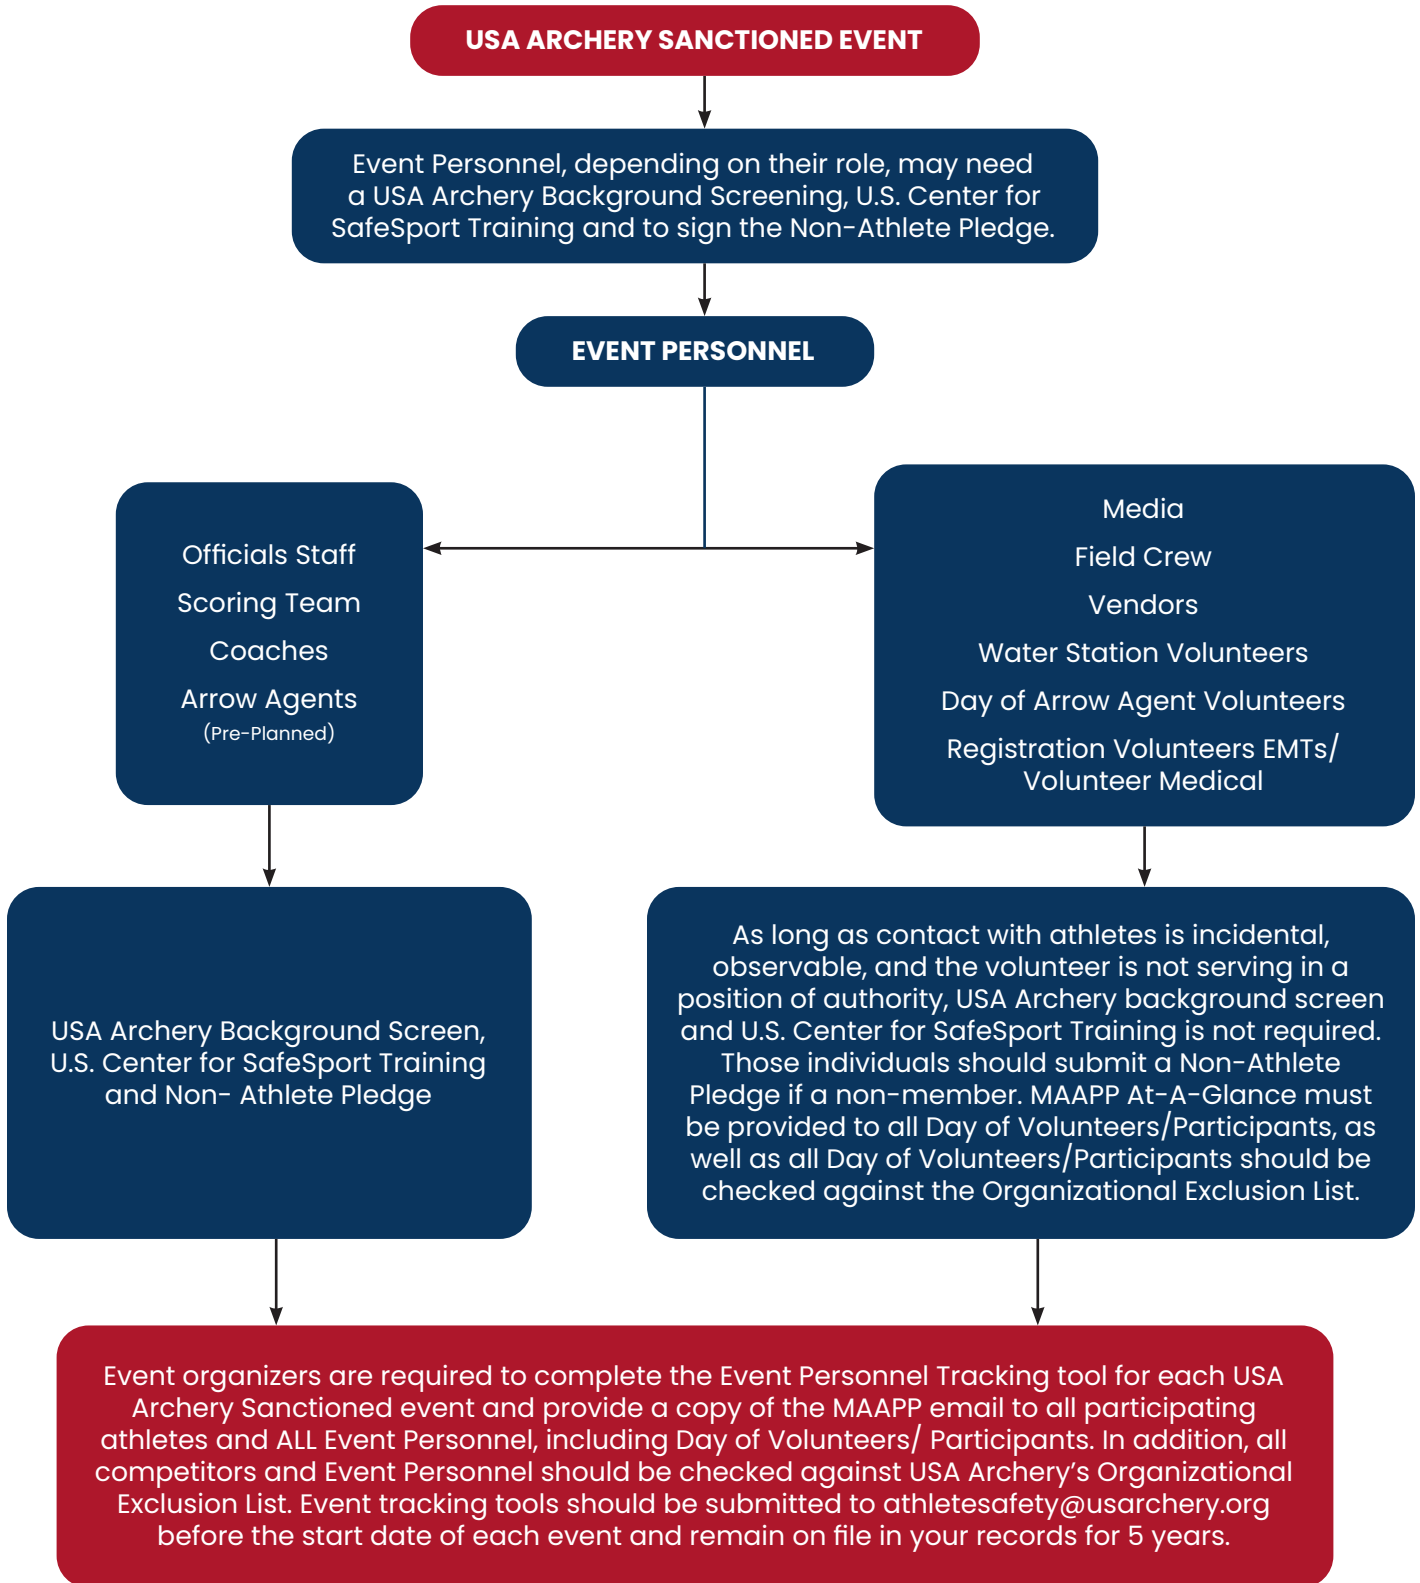 USA ARCHERY SANCTIONED EVENT
Event Personnel, depending on their role, may need
a USA Archery Background Screening, U.S. Center for
SafeSport Training and to sign the Non-Athlete Pledge.
EVENT PERSONNEL
Officials Staff
Scoring Team
Coaches
Arrow Agents
(Pre-Planned)
Media
Field Crew
Vendors
Water Station Volunteers
Day of Arrow Agent Volunteers
Registration Volunteers EMTs/
Volunteer Medical
USA Archery Background Screen,
U.S. Center for SafeSport Training
and Non- Athlete Pledge
As long as contact with athletes is incidental,
observable, and the volunteer is not serving in a
position of authority, USA Archery background screen
and U.S. Center for SafeSport Training is not required.
Those individuals should submit a Non-Athlete
Pledge if a non-member. MAAPP At-A-Glance must
be provided to all Day of Volunteers/Participants, as
well as all Day of Volunteers/Participants should be
checked against the Organizational Exclusion List.
Event organizers are required to complete the Event Personnel Tracking tool for each USA
Archery Sanctioned event and provide a copy of the MAAPP email to all participating
athletes and ALL Event Personnel, including Day of Volunteers/ Participants. In addition, all
competitors and Event Personnel should be checked against USA Archery’s Organizational
Exclusion List. Event tracking tools should be submitted to athletesafety@usarchery.org
before the start date of each event and remain on file in your records for 5 years.